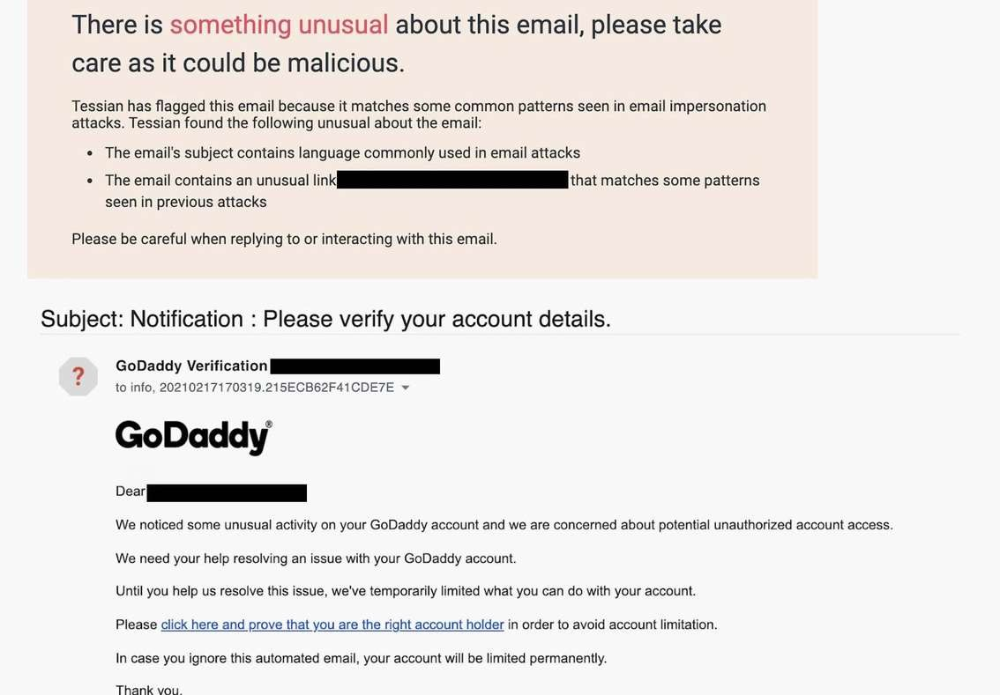 There is something unusual about this email, please take
care as it could be malicious.
Tessian has flagged this email because it matches some common patterns seen in email impersonation
attacks. Tessian found the following unusual about the email:
• The email's subject contains language commonly used in email attacks
• The email contains an unusual link that matches some patterns
seen in previous attacks
Please be careful when replying to or interacting with this email.
Subject: Notification : Please verify your account details.
?
GoDaddy Verification
to info, 20210217170319.215ECB62F41CDE7E
GoDaddy®
Dear
We noticed some unusual activity on your GoDaddy account and we are concerned about potential unauthorized account access.
We need your help resolving an issue with your GoDaddy account.
Until you help us resolve this issue, we've temporarily limited what you can do with your account.
Please click here and prove that you are the right account holder in order to avoid account limitation.
In case you ignore this automated email, your account will be limited permanently.
Thank you.